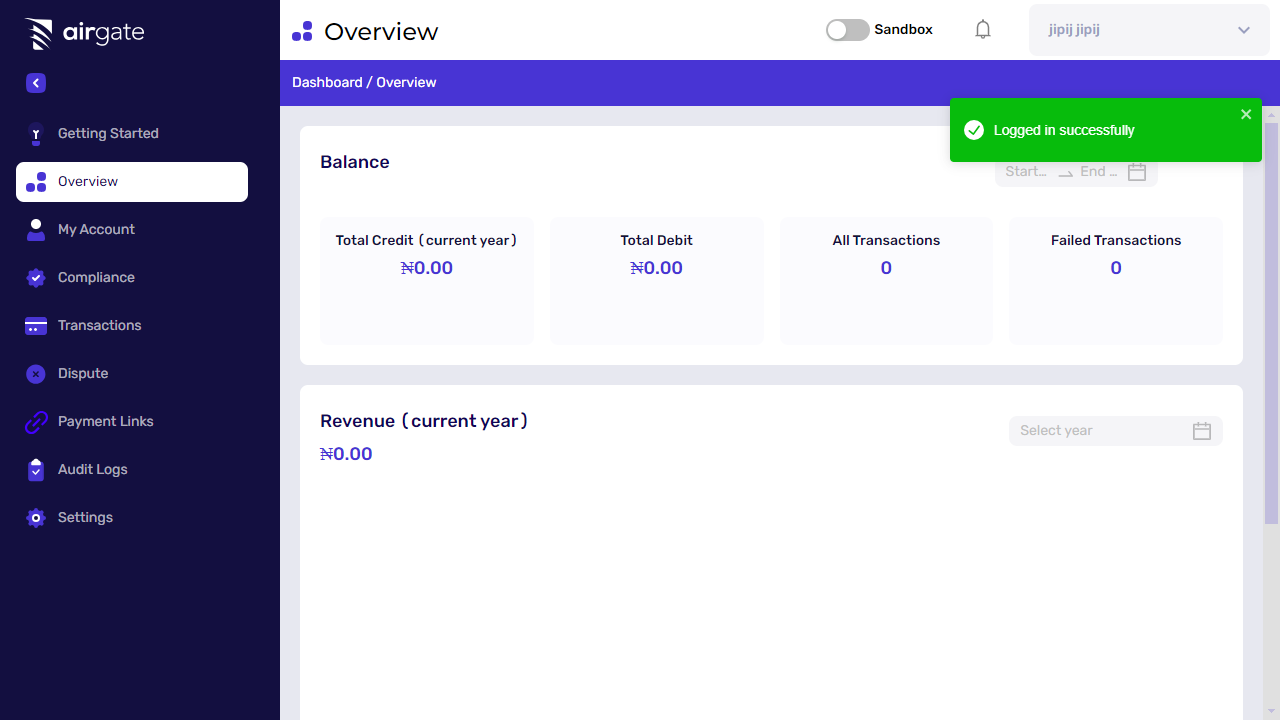 airgate
Overview
Sandbox
jipij jipij
Dashboard / Overview
Logged in successfully
Getting Started
Overview
My Account
Compliance
Transactions
Dispute
Payment Links
Audit Logs
Settings
Balance
Start... End ...
Total Credit (current year)
₦0.00
Total Debit
₦0.00
All Transactions
0
Failed Transactions
0
Revenue (current year)
₦0.00
Select year